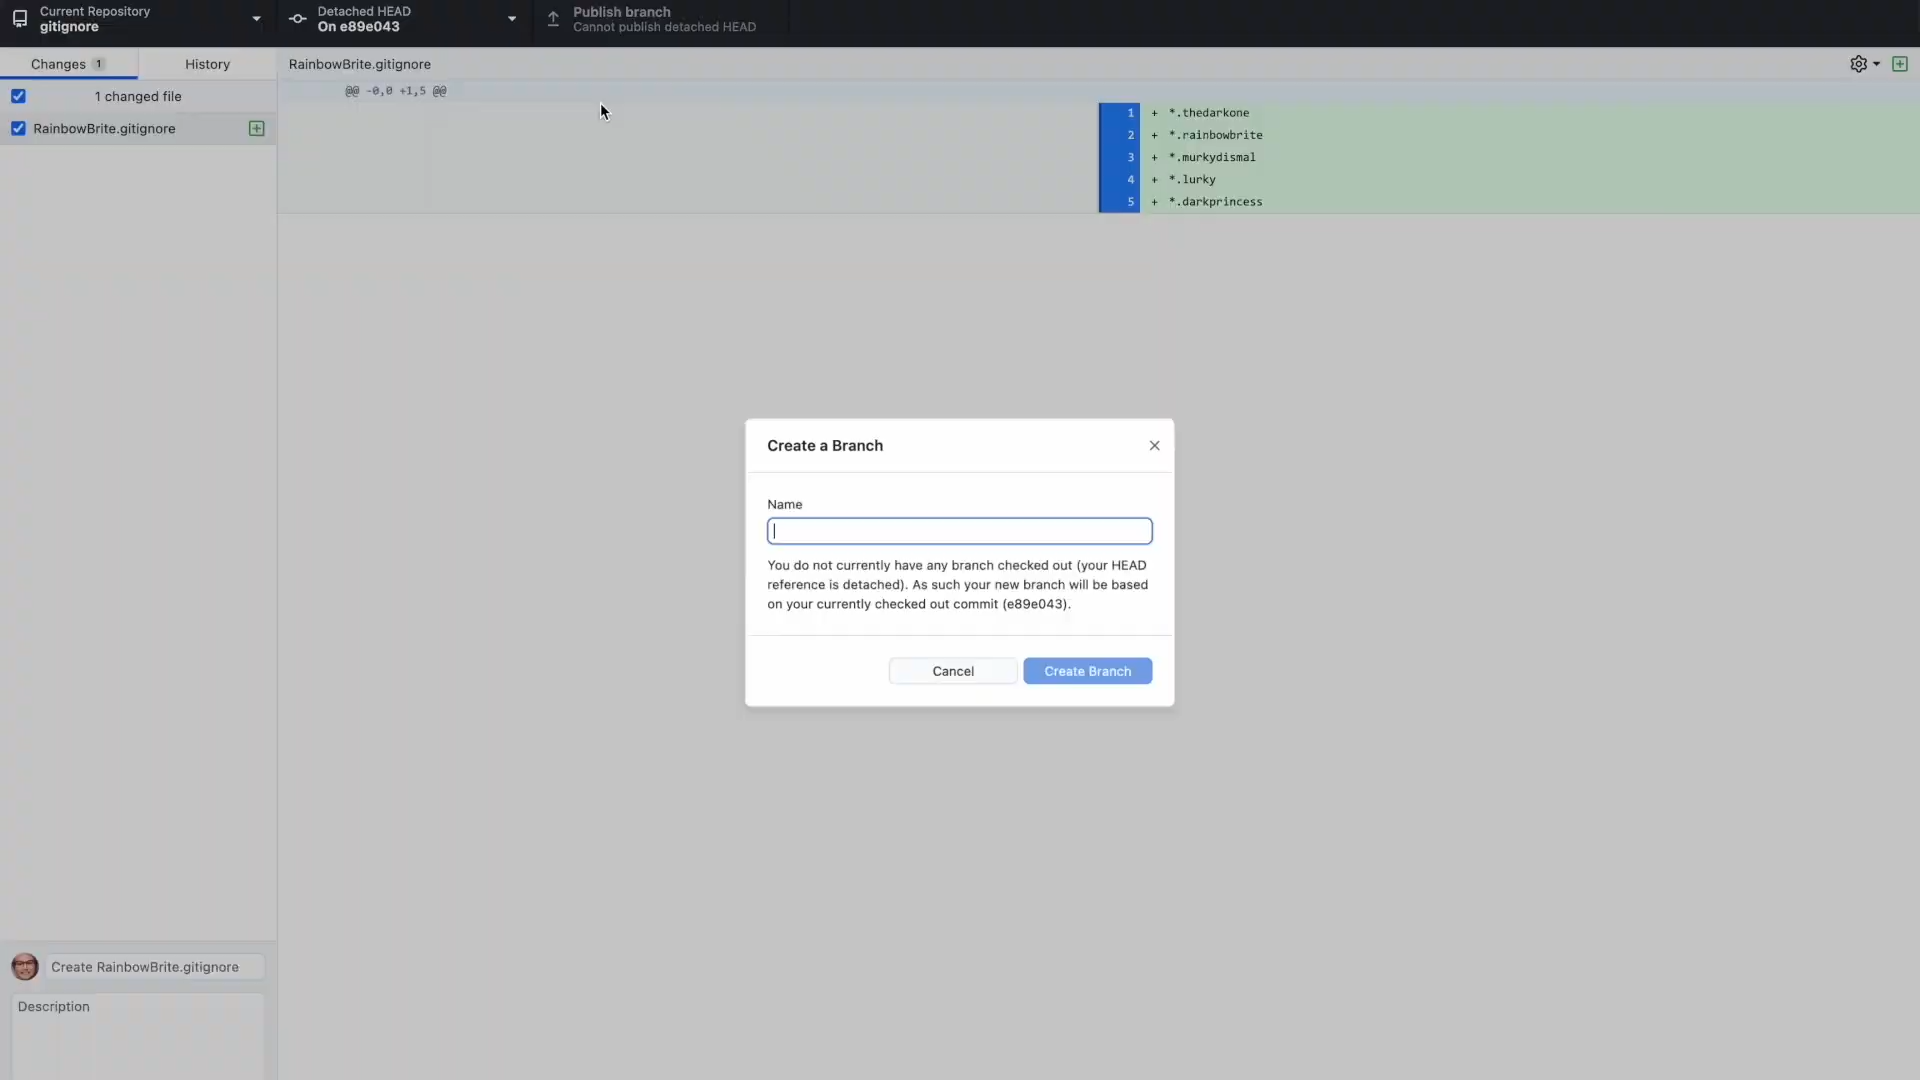 Current Repository
gitignore
Detached HEAD
On e89e043
Publish branch
Cannot publish detached HEAD
Changes 1
History
RainbowBrite.gitignore
1 changed file
@@ -0,0 +1,5 @@
RainbowBrite.gitignore
1 + *.thedarkone
2 + *.rainbowbrite
3 + *.murkydismal
4 + *.lurky
5 + *.darkprincess
Create a Branch
Name
You do not currently have any branch checked out (your HEAD
reference is detached). As such your new branch will be based
on your currently checked out commit (e89e043).
Cancel
Create Branch
Create RainbowBrite.gitignore
Description